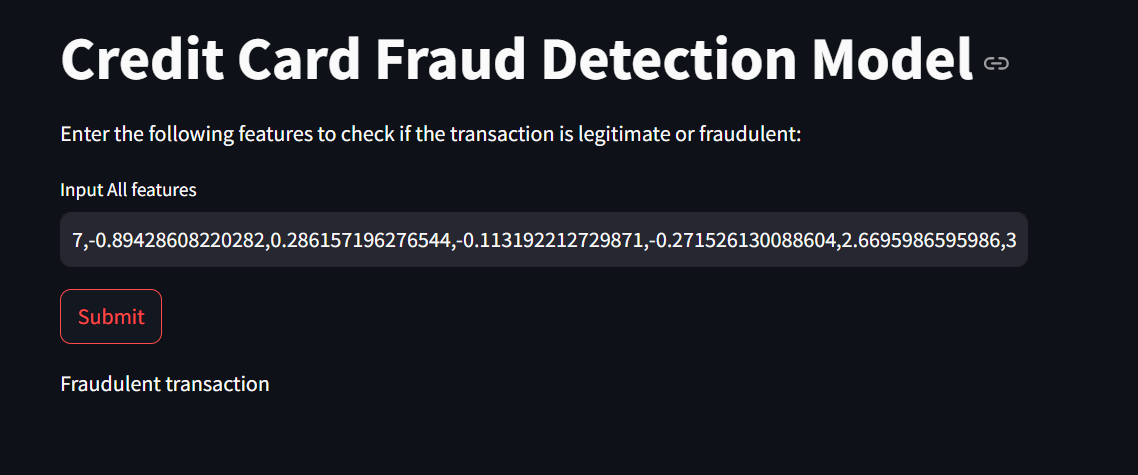 Credit Card Fraud Detection Model
Enter the following features to check if the transaction is legitimate or fraudulent:
Input All features
7,-0.89428608220282,0.286157196276544,-0.113192212729871,-0.271526130088604,2.6695986595986,3
Submit
Fraudulent transaction